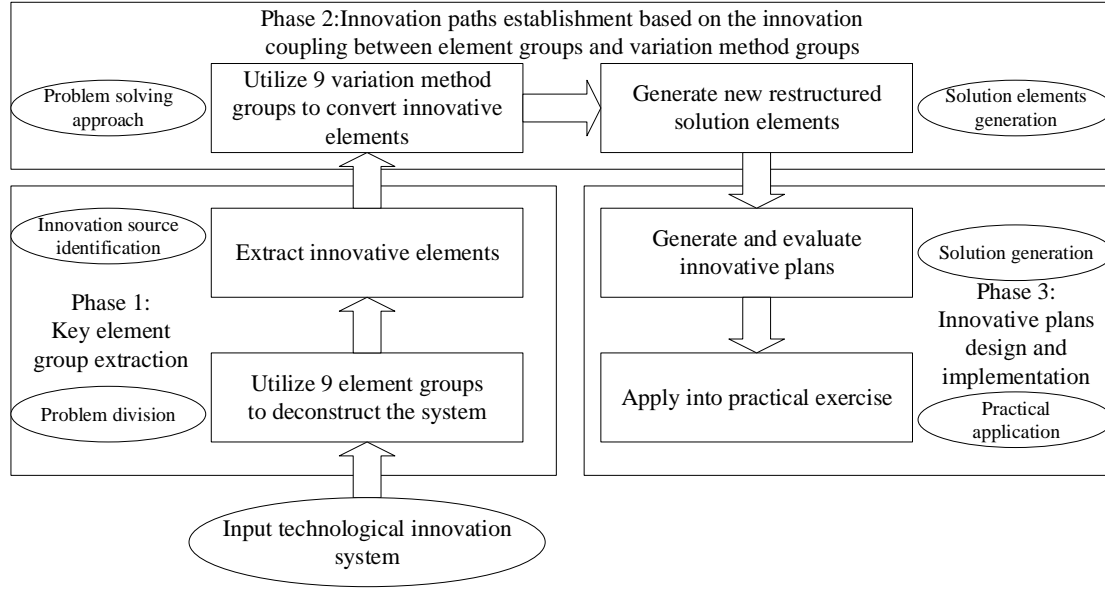 Phase 2:Innovation paths establishment based on the innovation
coupling between element groups and variation method groups
Problem solving
approach
Utilize 9 variation method
groups to convert innovative
elements
Generate new restructured
solution elements
Solution elements
generation
Innovation source
identification
Extract innovative elements
Phase 1:
Key element
group extraction
Utilize 9 element groups
to deconstruct the system
Problem division
Generate and evaluate
innovative plans
Solution generation
Phase 3:
Innovative plans
design and
implementation
Apply into practical exercise
Practical
application
Input technological innovation
system